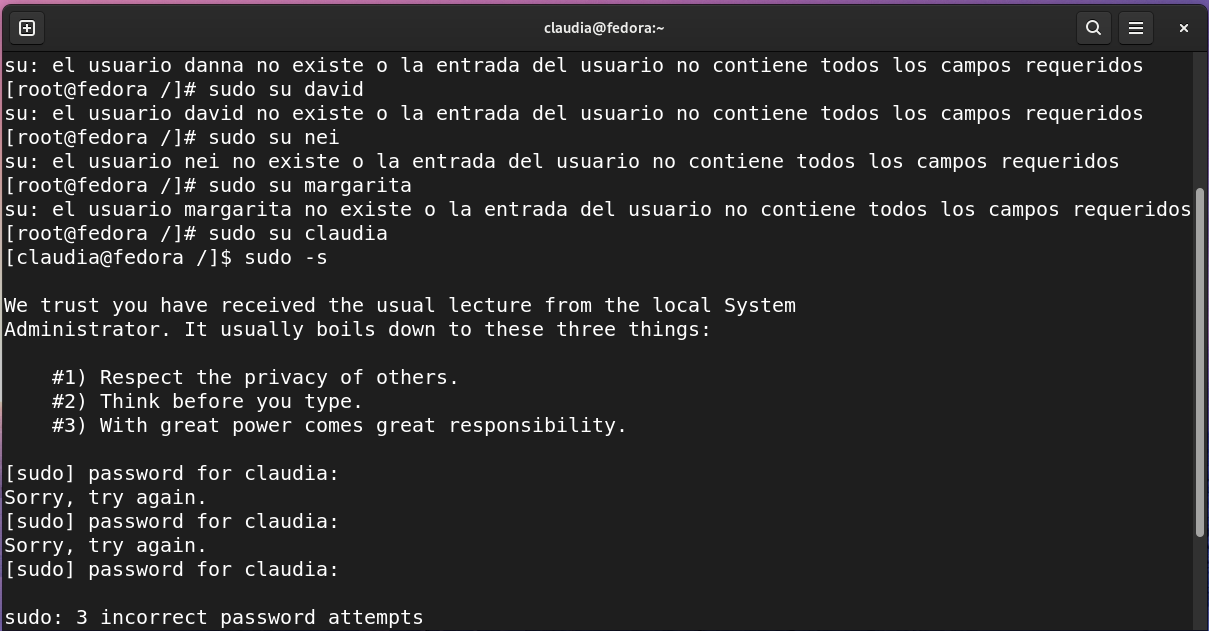 claudia@fedora:~
su: el usuario danna no existe o la entrada del usuario no contiene todos los campos requeridos
[root@fedora /]# sudo su david
su: el usuario david no existe o la entrada del usuario no contiene todos los campos requeridos
[root@fedora /]# sudo su nei
su: el usuario nei no existe o la entrada del usuario no contiene todos los campos requeridos
[root@fedora /]# sudo su margarita
su: el usuario margarita no existe o la entrada del usuario no contiene todos los campos requeridos
[root@fedora /]# sudo su claudia
[claudia@fedora /]$ sudo -s
We trust you have received the usual lecture from the local System
Administrator. It usually boils down to these three things:
#1) Respect the privacy of others.
#2) Think before you type.
#3) With great power comes great responsibility.
[sudo] password for claudia:
Sorry, try again.
[sudo] password for claudia:
Sorry, try again.
[sudo] password for claudia:
sudo: 3 incorrect password attempts